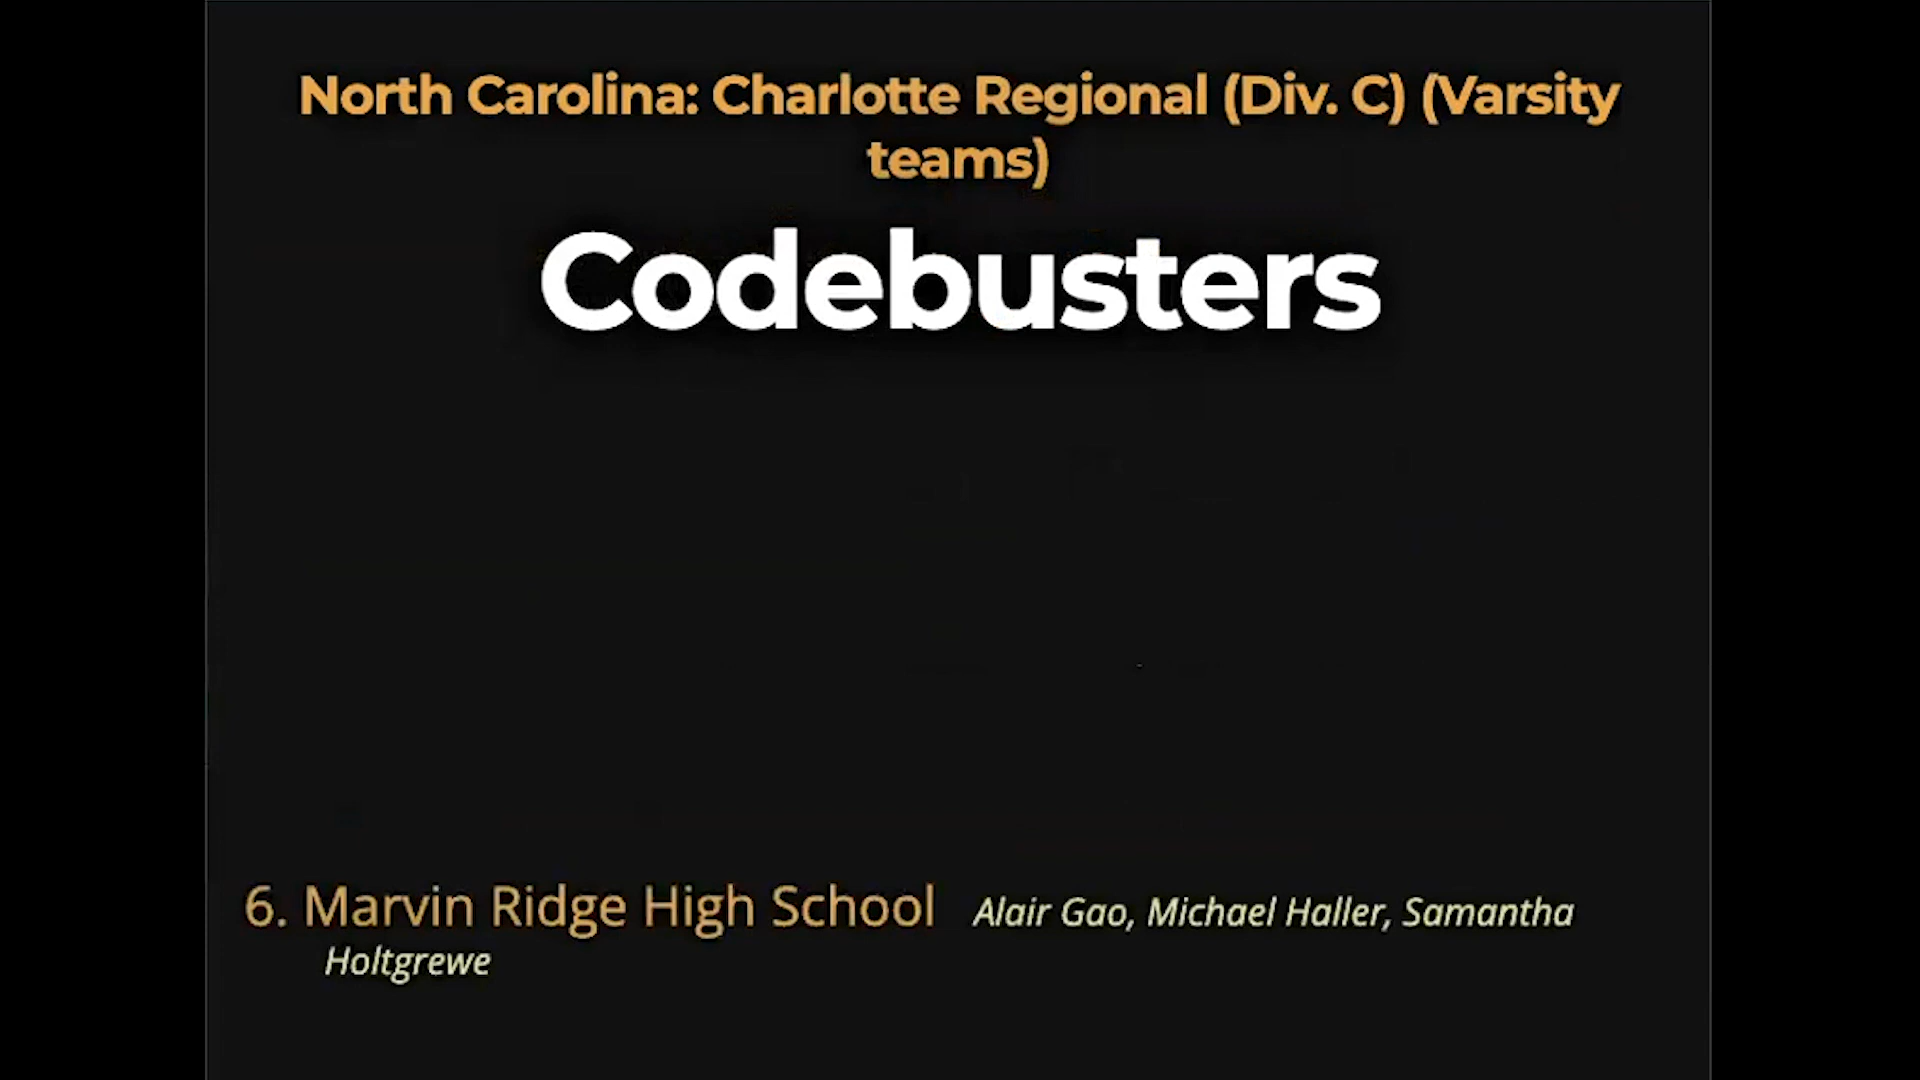 North Carolina: Charlotte Regional (Div. C) (Varsity
teams)
Codebusters
6. Marvin Ridge High School Alair Gao, Michael Haller, Samantha
Holtgrewe